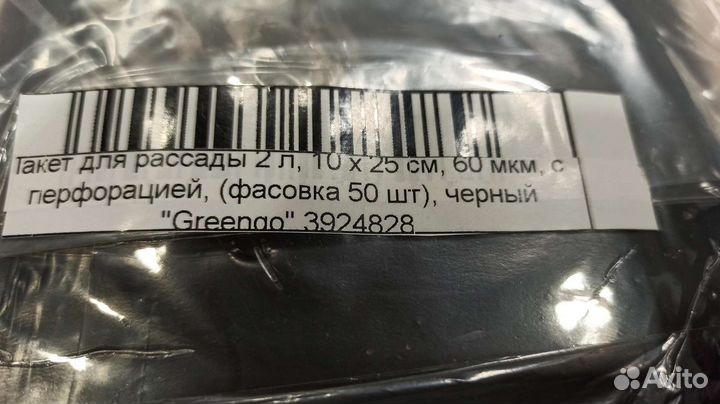 Пакет для рассады 2 л, 10 x 25 см, 60 мкм, с
перфорацией, (фасовка 50 шт), черный
"Greengo" 3924828
Avito